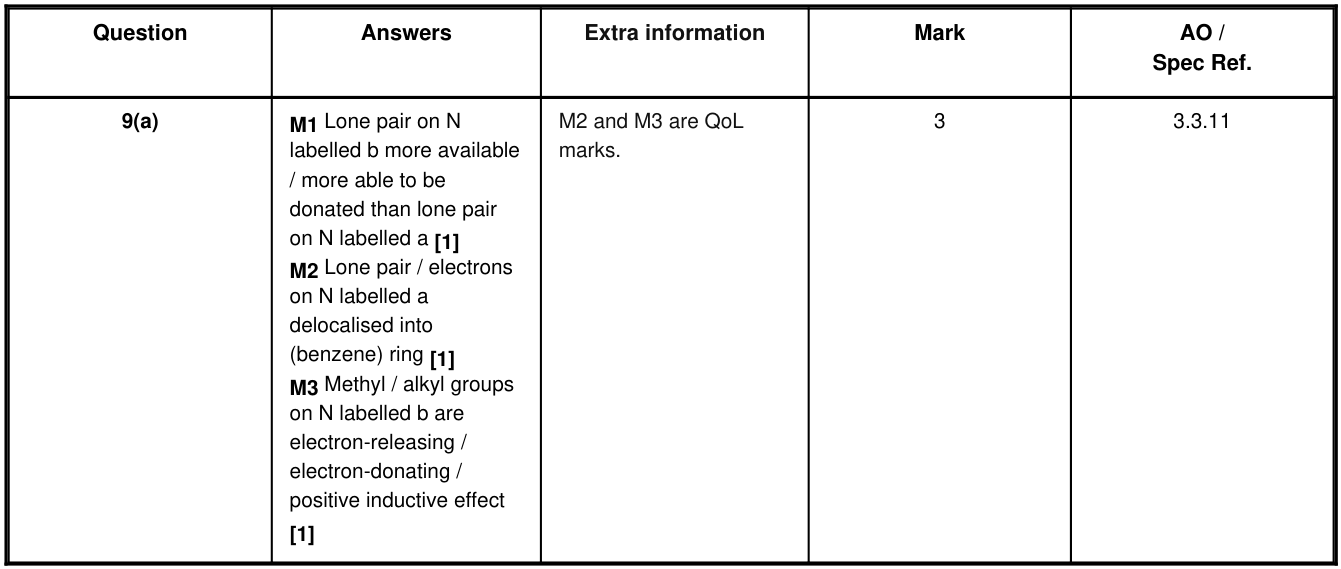 Question Answers Extra information Mark AO /
Spec Ref.
9(a)
M1 Lone pair on N
labelled b more available
/ more able to be
donated than lone pair
on N labelled a [1]
M2 Lone pair / electrons
on N labelled a
delocalised into
(benzene) ring [1]
M3 Methyl / alkyl groups
on N labelled b are
electron-releasing /
electron-donating /
positive inductive effect
[1]
M2 and M3 are QoL
marks.
3
3.3.11